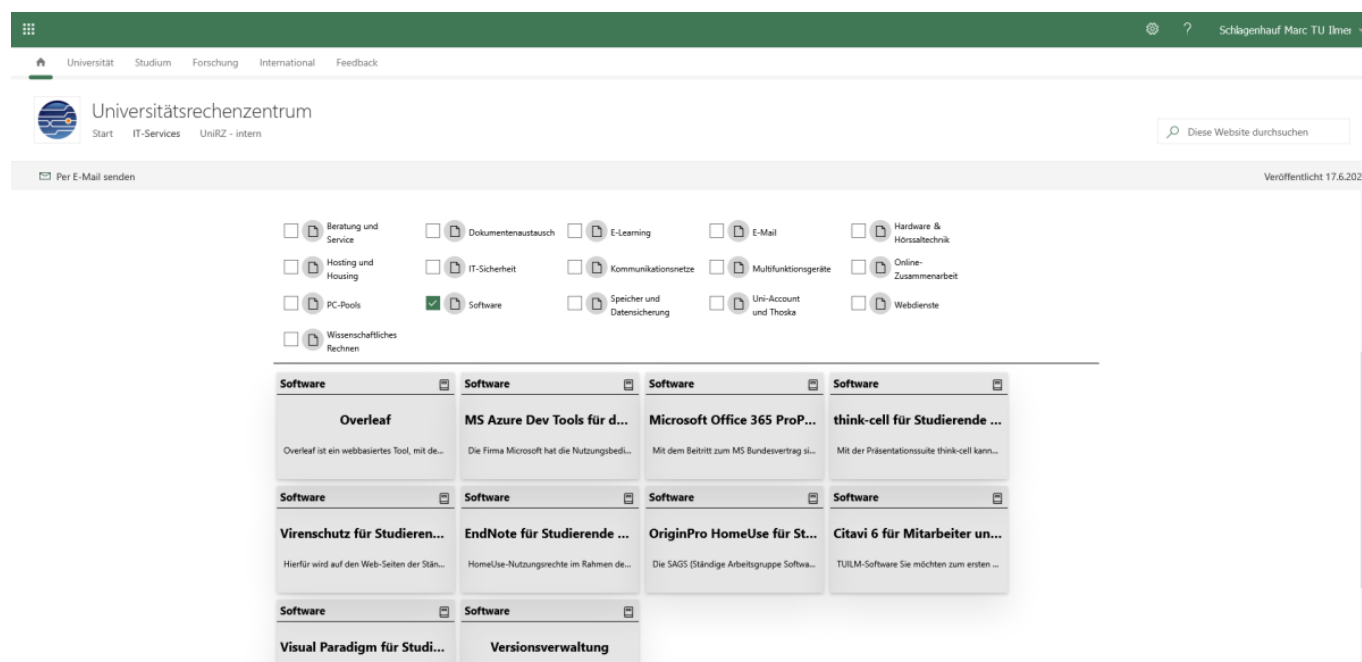 Schlagenhauf Marc TU Ilmer
Universität Studium Forschung International Feedback
Universitätsrechenzentrum
Start IT-Services UniRZ - intern
Diese Website durchsuchen
Per E-Mail senden
Veröffentlicht 17.6.202
Beratung und
Service
Dokumentenaustausch
E-Learning
E-Mail
Hardware &
Hörssaltechnik
Hosting und
Housing
IT-Sicherheit
Kommunikationsnetze
Multifunktionsgeräte
Online-
Zusammenarbeit
PC-Pools
Software
Speicher und
Datensicherung
Uni-Account
und Thoska
Webdienste
Wissenschaftliches
Rechnen
Software
Overleaf
Overleaf ist ein webbasiertes Tool, mit de...
Software
MS Azure Dev Tools für d...
Die Firma Microsoft hat die Nutzungsbedi...
Software
Microsoft Office 365 ProP...
Mit dem Beitritt zum MS Bundesvertrag si...
Software
think-cell für Studierende ...
Mit der Präsentationssuite think-cell kann...
Software
Virenschutz für Studieren...
Hierfür wird auf den Web-Seiten der Stän...
Software
EndNote für Studierende ...
HomeUse-Nutzungsrechte im Rahmen de...
Software
OriginPro HomeUse für St...
Die SAGS (Ständige Arbeitsgruppe Softwa...
Software
Citavi 6 für Mitarbeiter un...
TUILM-Software Sie möchten zum ersten ...
Software
Visual Paradigm für Studi...
Software
Versionsverwaltung